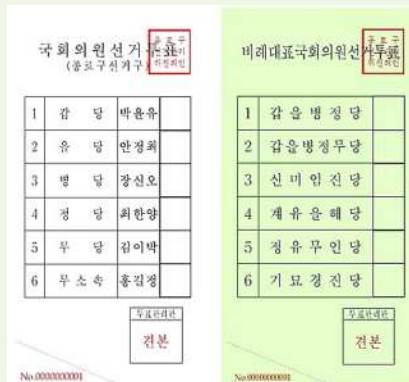 국회의원선거투표
(종로구선거구)
1 갑 당 박윤유
2 을 당 안정최
3 병 당 장신오
4 정 당 최한양
5 무 당 김이박
6 무소속 홍길정
투표관리관
견본
No.0000000001
비례대표국회의원선거투표
1 갑을병정당
2 갑을병정무당
3 신미임진당
4 계유을해당
5 정유무인당
6 기묘경진당
투표관리관
견본
No.0000000001